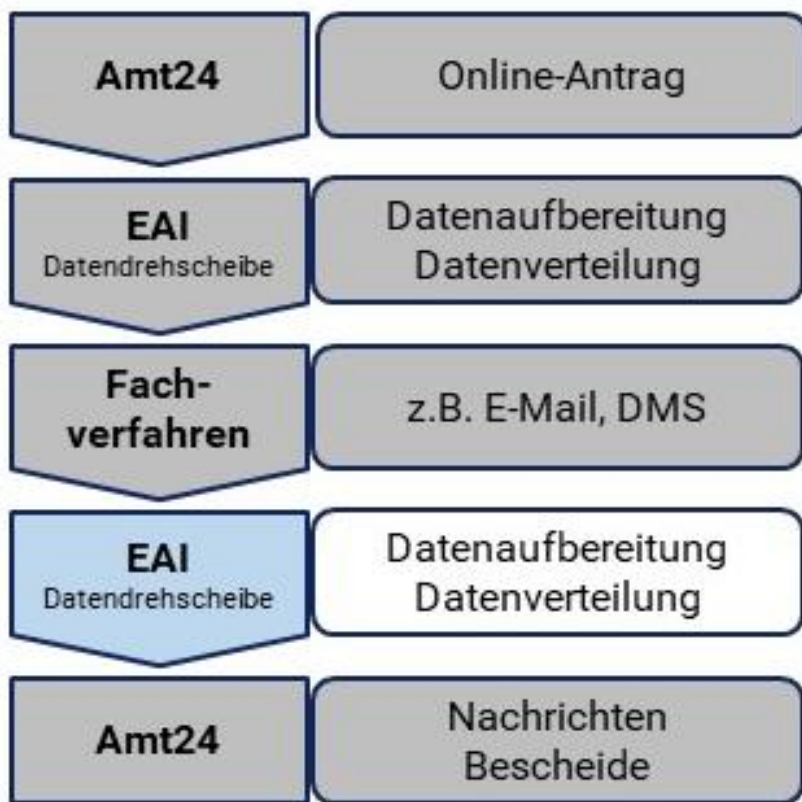 Amt24
Online-Antrag
EAI
Datendrehscheibe
Datenaufbereitung
Datenverteilung
Fach-
verfahren
z.B. E-Mail, DMS
EAI
Datendrehscheibe
Datenaufbereitung
Datenverteilung
Amt24
Nachrichten
Bescheide